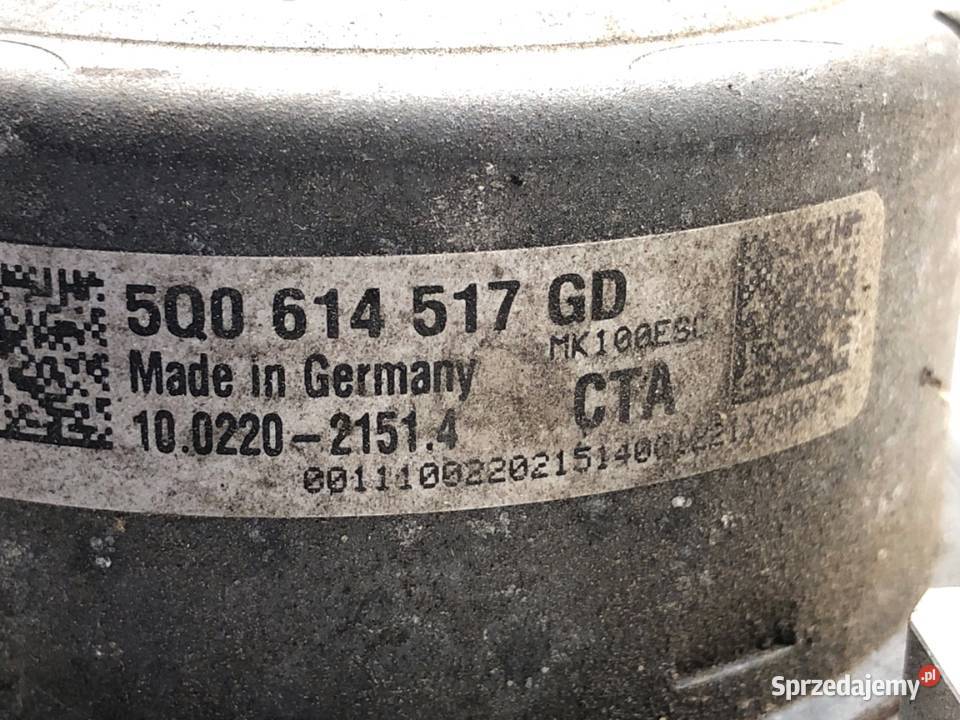 5Q0 614 517 GD
MK100ESC
Made in Germany
CTA
10.0220-2151.4
Sprzedajemy.pl